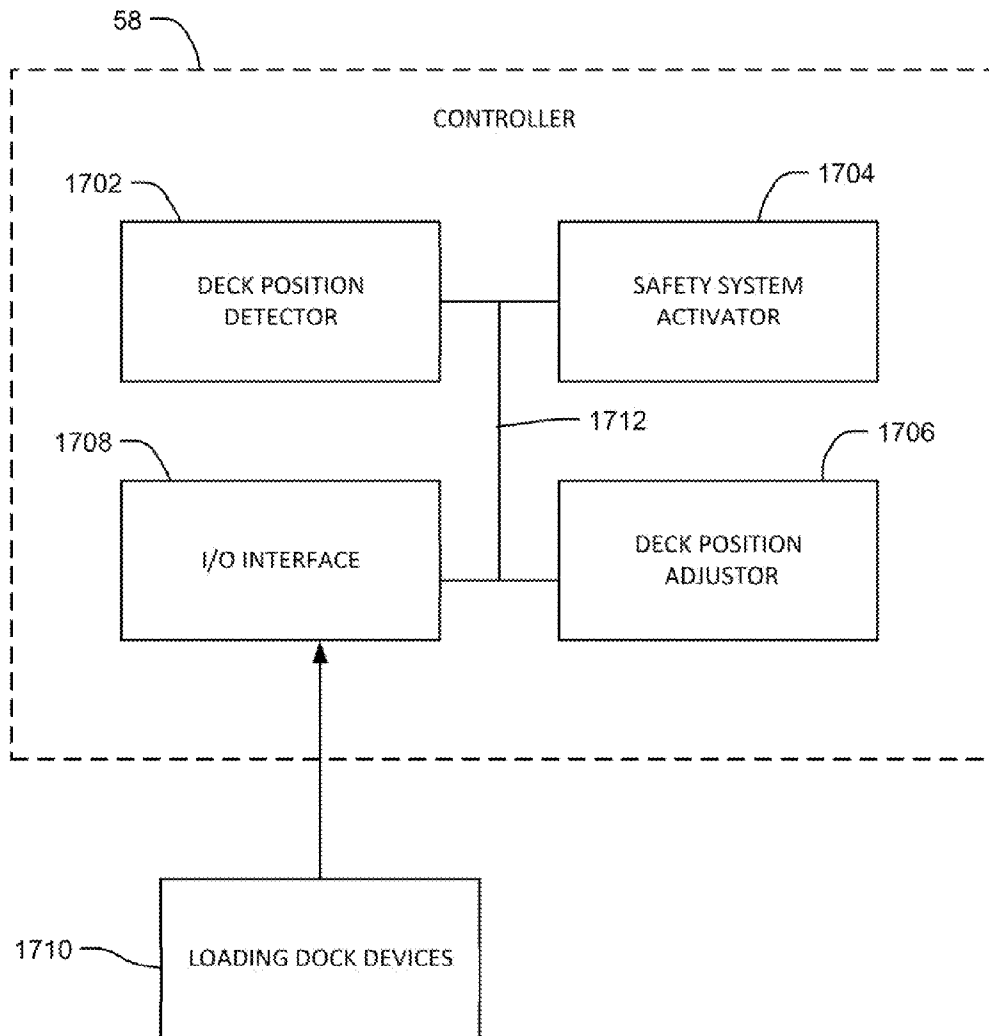 58
CONTROLLER
1702
1704
DECK POSITION
DETECTOR
SAFETY SYSTEM
ACTIVATOR
1712
1708
1706
I/O INTERFACE
DECK POSITION
ADJUSTOR
1710
LOADING DOCK DEVICES